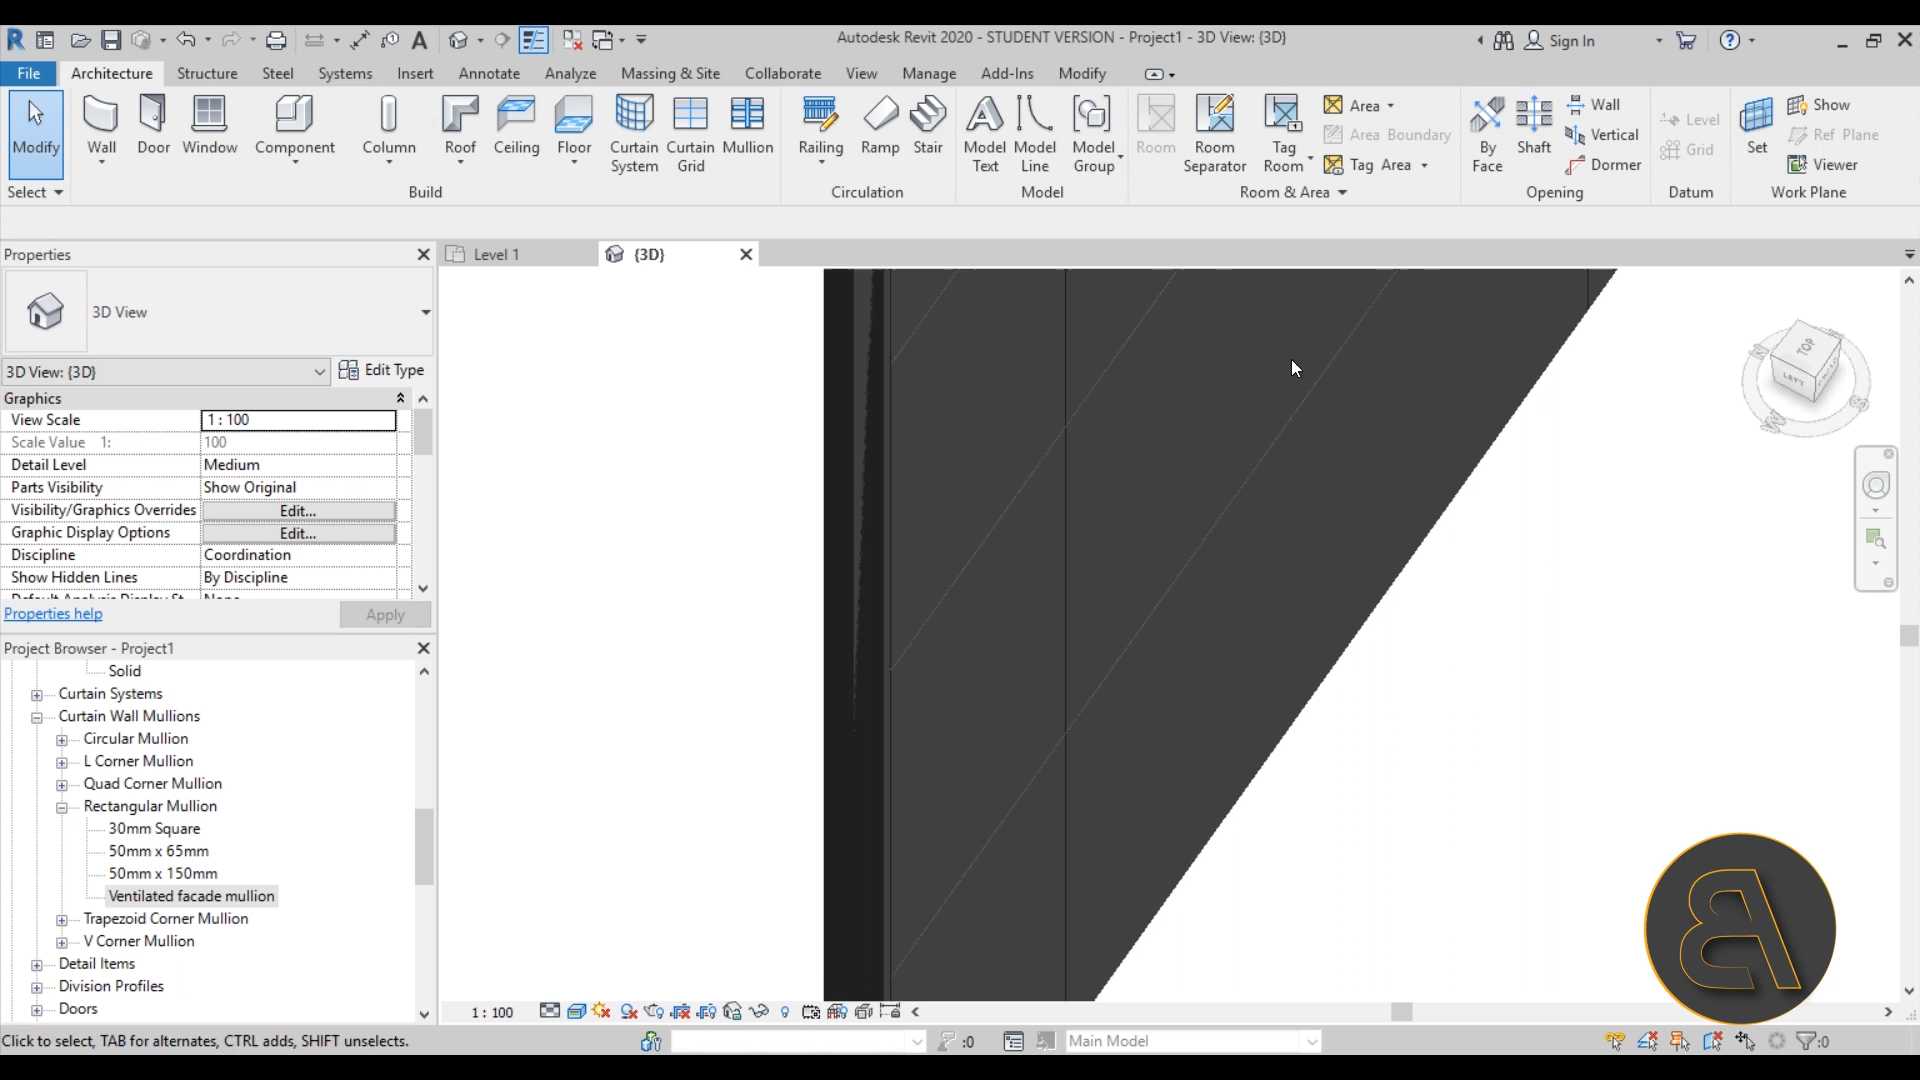 Autodesk Revit 2020 - STUDENT VERSION - Project1 - 3D View: {3D}
Sign In
File Architecture Structure Steel Systems Insert Annotate Analyze Massing & Site Collaborate View Manage Add-Ins Modify
Modify
Wall
Door
Window
Component
Column
Roof
Ceiling
Floor
Curtain System
Curtain Grid
Mullion
Railing
Ramp
Stair
Model Text
Model Line
Model Group
Room
Room Separator
Tag Room
Area
Area Boundary
Tag Area
By Face
Shaft
Wall
Vertical
Dormer
Level
Grid
Set
Show
Ref Plane
Viewer
Select Build Circulation Model Room & Area Opening Datum Work Plane
Properties
Level 1
{3D}
3D View
3D View: {3D}
Edit Type
Graphics
View Scale 1 : 100
Scale Value 1: 100
Detail Level Medium
Parts Visibility Show Original
Visibility/Graphics Overrides Edit...
Graphic Display Options Edit...
Discipline Coordination
Show Hidden Lines By Discipline
Properties help
Apply
Project Browser - Project1
Solid
Curtain Systems
Curtain Wall Mullions
Circular Mullion
L Corner Mullion
Quad Corner Mullion
Rectangular Mullion
30mm Square
50mm x 65mm
50mm x 150mm
Ventilated facade mullion
Trapezoid Corner Mullion
V Corner Mullion
Detail Items
Division Profiles
Doors
TOP
LEFT
1 : 100
Click to select, TAB for alternates, CTRL adds, SHIFT unselects.
:0
Main Model
:0